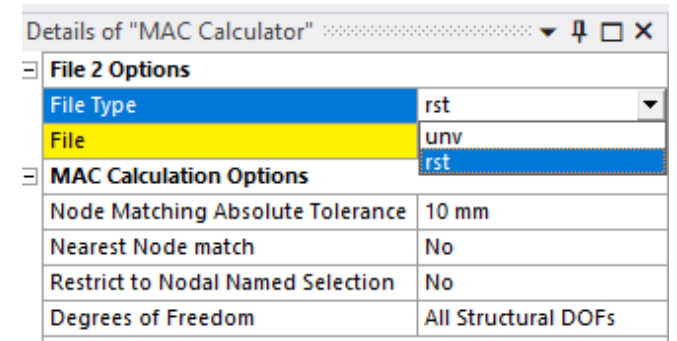 Details of "MAC Calculator"
File 2 Options
File Type rst
File unv
rst
MAC Calculation Options
Node Matching Absolute Tolerance 10 mm
Nearest Node match No
Restrict to Nodal Named Selection No
Degrees of Freedom All Structural DOFs